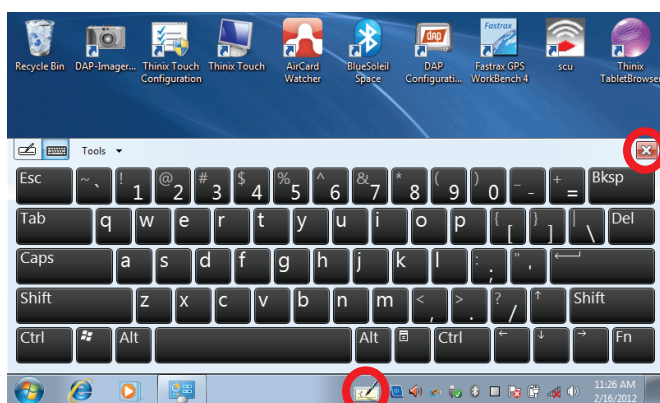 Fastrax
dap
Recycle Bin DAP-Imager... Thinix Touch Thinix Touch AirCard BlueSoleil DAP Fastrax GPS scu Thinix
Configuration Watcher Space Configurati... WorkBench 4 TabletBrowser
Tools
Esc ~ ` ! 1 @ 2 # 3 $ 4 % 5 ^ 6 & 7 * 8 ( 9 ) 0 _ - + = Bksp
Tab q w e r t y u i o p { [ } ] | \ Del
Caps a s d f g h j k l : ; " '
Shift z x c v b n m < , > . ? / ↑ Shift
Ctrl Alt Alt Ctrl ← ↓ → Fn
11:26 AM
2/16/2012